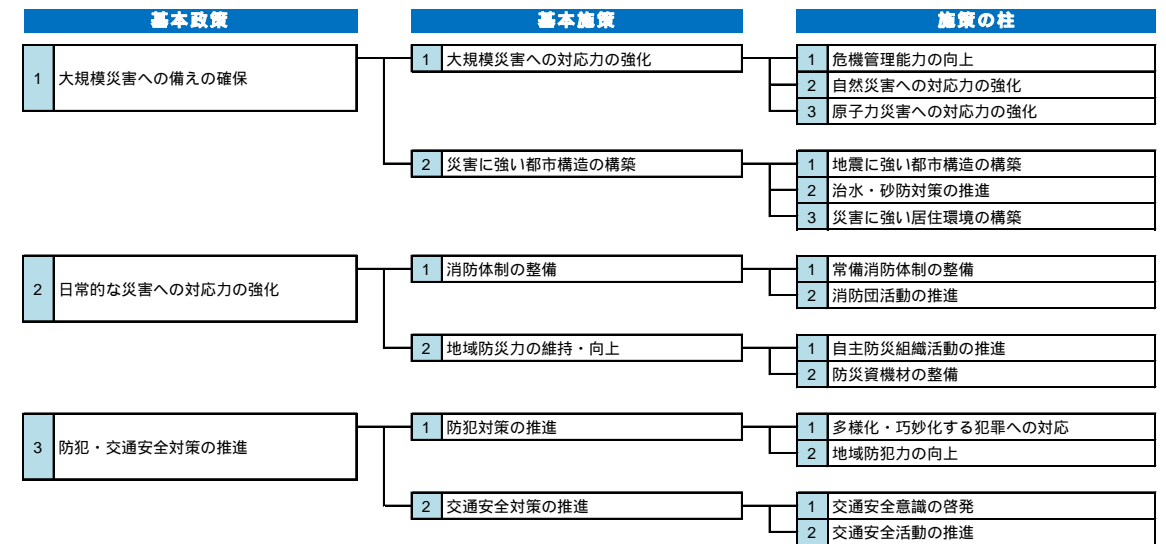 基本政策 基本施策 施策の柱
1 大規模災害への備えの確保
1 大規模災害への対応力の強化
1 危機管理能力の向上
2 自然災害への対応力の強化
3 原子力災害への対応力の強化
2 災害に強い都市構造の構築
1 地震に強い都市構造の構築
2 治水・砂防対策の推進
3 災害に強い居住環境の構築
2 日常的な災害への対応力の強化
1 消防体制の整備
1 常備消防体制の整備
2 消防団活動の推進
2 地域防災力の維持・向上
1 自主防災組織活動の推進
2 防災資機材の整備
3 防犯・交通安全対策の推進
1 防犯対策の推進
1 多様化・巧妙化する犯罪への対応
2 地域防犯力の向上
2 交通安全対策の推進
1 交通安全意識の啓発
2 交通安全活動の推進